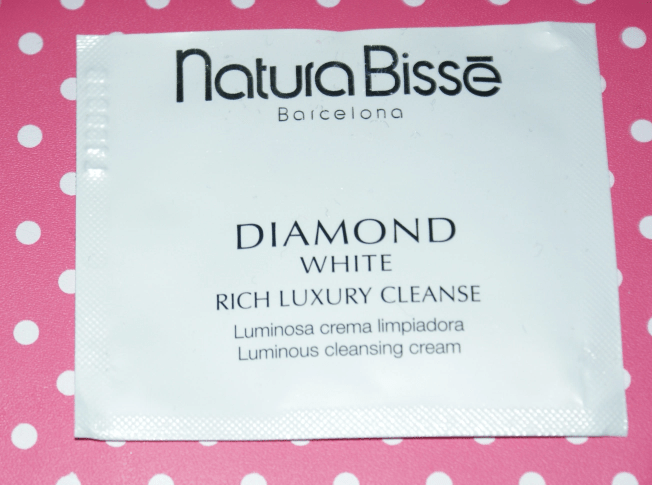 Natura Bissé
Barcelona
DIAMOND
WHITE
RICH LUXURY CLEANSE
Luminosa crema limpiadora
Luminous cleansing cream